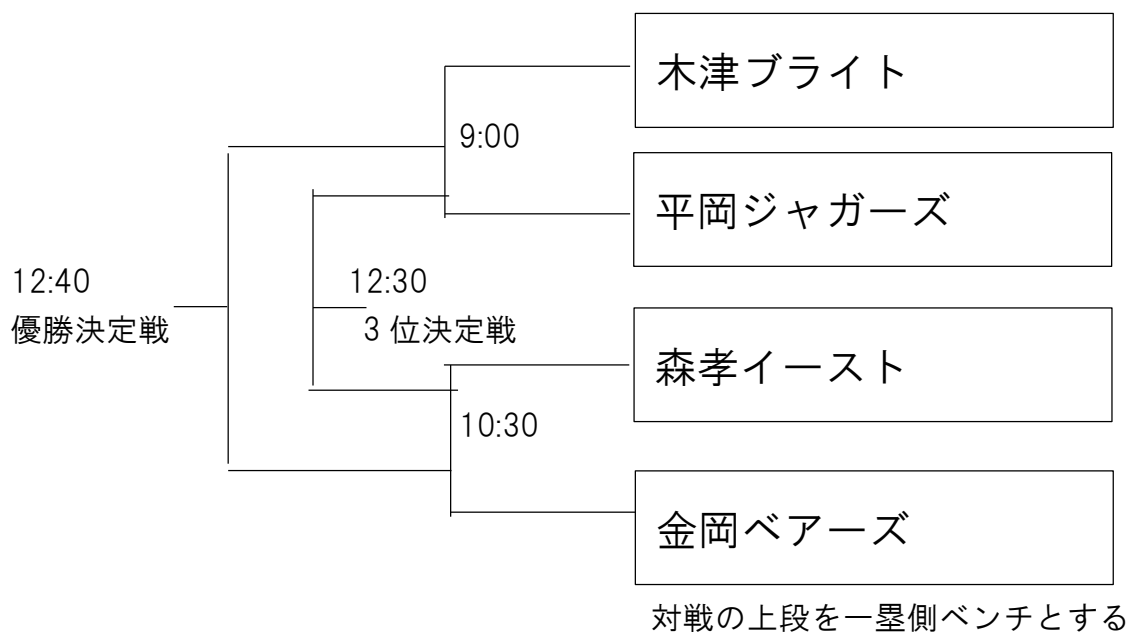 木津ブライト
9:00
平岡ジャガーズ
12:40
優勝決定戦
12:30
3位決定戦
森孝イースト
10:30
金岡ベアーズ
対戦の上段を一塁側ベンチとする